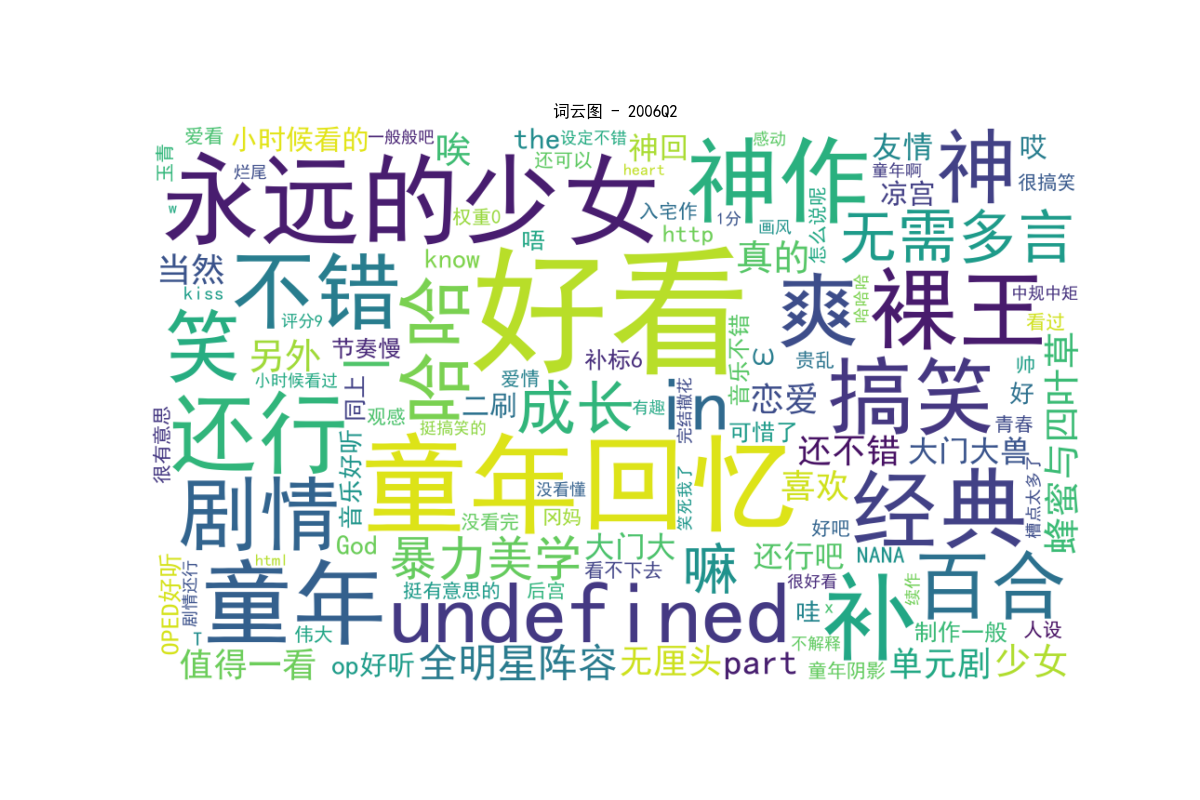 词云图 - 2006Q2
爱看
小时候看的
一般般吧
唉
the
设定不错
神回
感动
友情
神
哎
玉青
烂尾
还可以
heart
神作
童年啊
很搞笑
永远的少女
w
权重0
唔
入宅作
1分
画风
怎么说呢
凉宫
无需多言
http
真的
当然
不错
know
哈哈
好看
爽
哈哈哈
裸王
中规中矩
kiss
评分9
看过
笑
另外
节奏慢
一
补标6
ω
音乐不错
贵乱
帅
小时候看过
同上
爱情
搞笑
好
蜂蜜与四叶草
很有意思
还行
观感
二刷
成长
有趣
in
完结撒花
恋爱
青春
挺搞笑的
可惜了
还不错
大门大兽
音乐好听
童年回忆
笑死我了
喜欢
经典
槽点太多了
剧情
没看懂
没看完
冈妈
好吧
God
暴力美学
大门大
嘛
还行吧
NANA
OPED好听
剧情还行
html
看不下去
童年
挺有意思的
后宫
很好看
undefined
哇
x
补
续作
百合
T
伟大
不解释
制作一般
人设
值得一看
op好听
全明星阵容
无厘头
part
童年阴影
单元剧
少女